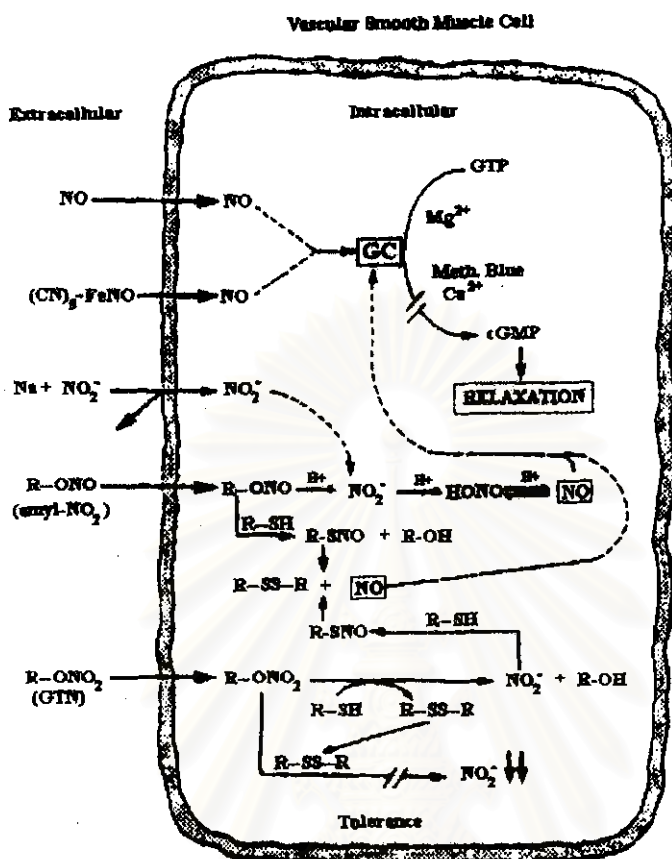 Vascular Smooth Muscle Cell
Extracellular
Intracellular
GTP
NO
NO
Mg²⁺
GC
Meth. Blue
Ca²⁺
(CN)₅-FeNO
NO
cGMP
Na + NO₂⁻
NO₂⁻
RELAXATION
R–ONO
R–ONO
H+
NO₂⁻
H+
HONO
H+
NO
(amyl-NO₂)
R–SH
R-SNO + R-OH
R–SS–R +
NO
R–SH
R–SNO
R–ONO₂
R–ONO₂
NO₂⁻ + R-OH
(GTN)
R–SH
R–SS–R
R–SS–R
NO₂⁻
Tolerance